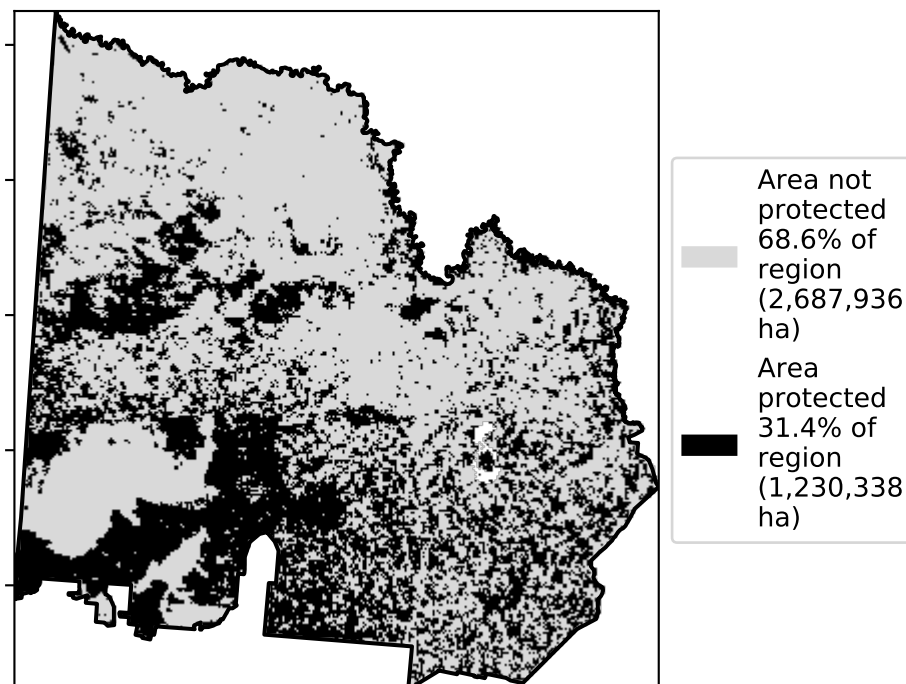 Area not
protected
68.6% of
region
(2,687,936
ha)
Area
protected
31.4% of
region
(1,230,338
ha)